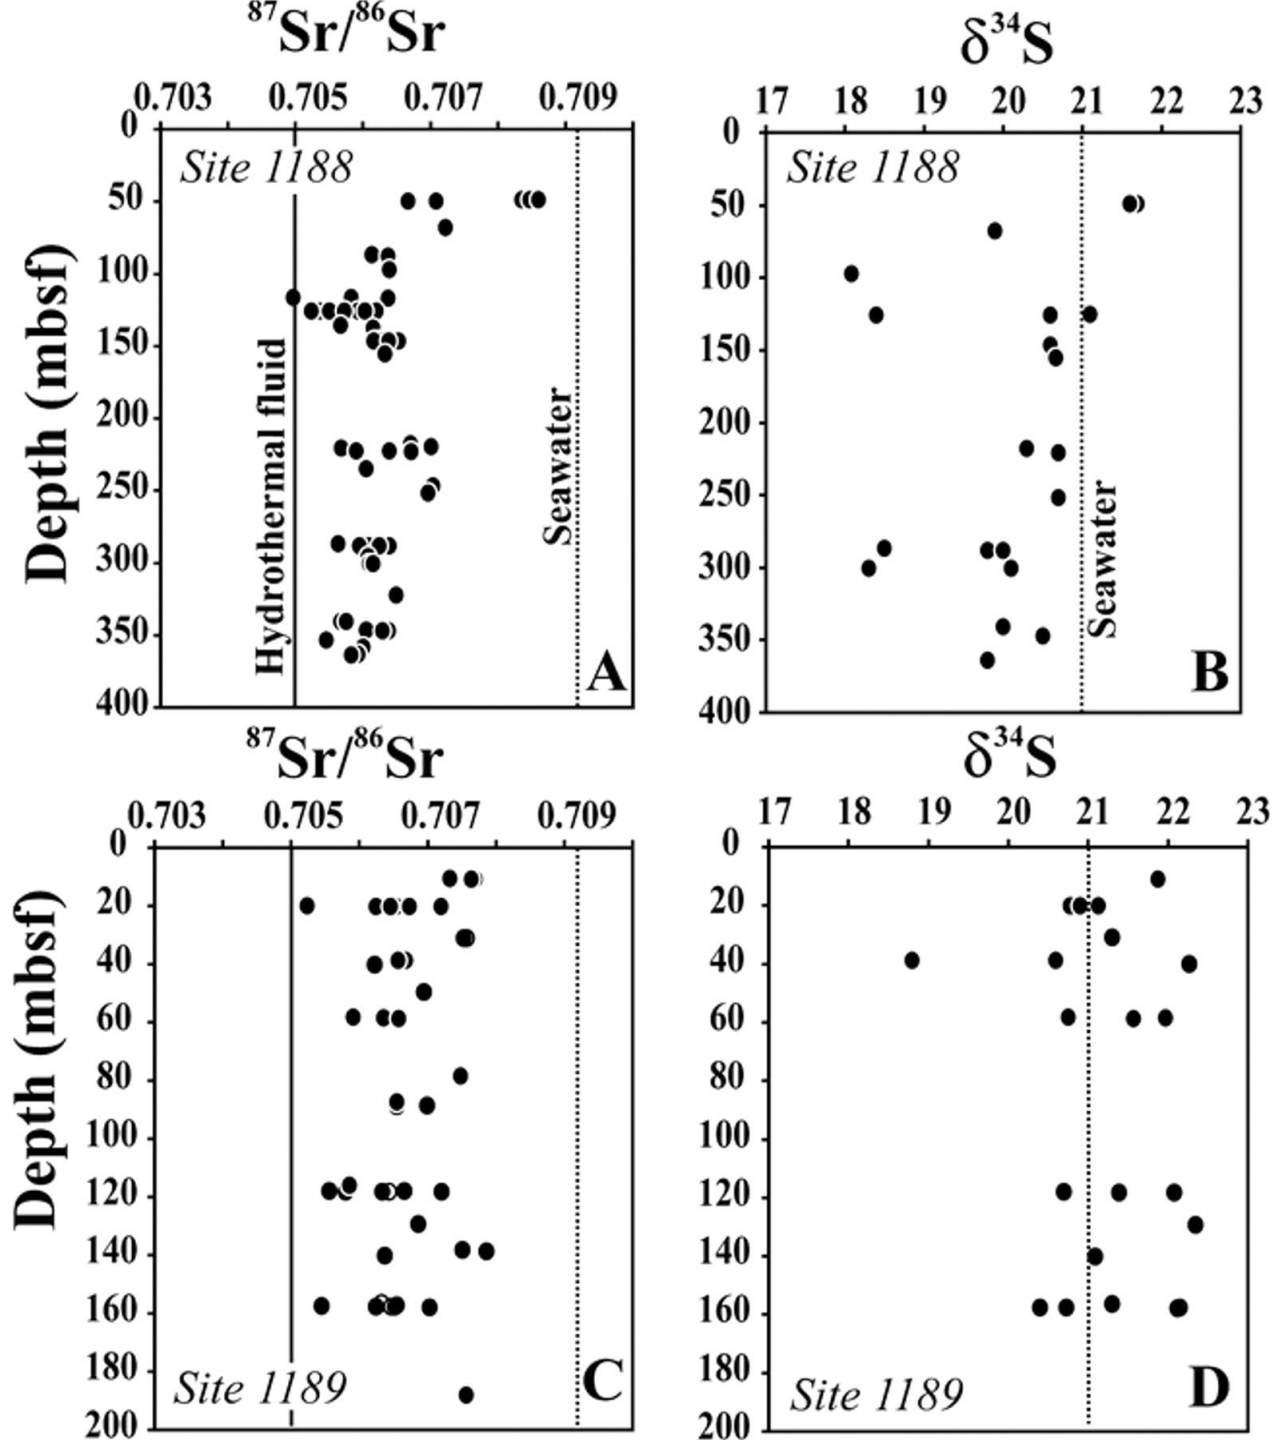 ⁸⁷Sr/⁸⁶Sr
0.703 0.705 0.707 0.709
0
50
100
150
200
250
300
350
400
Depth (mbsf)
Site 1188
Hydrothermal fluid
Seawater
A
δ³⁴S
17 18 19 20 21 22 23
0
50
100
150
200
250
300
350
400
Site 1188
Seawater
B
⁸⁷Sr/⁸⁶Sr
0.703 0.705 0.707 0.709
0
20
40
60
80
100
120
140
160
180
200
Depth (mbsf)
Site 1189
C
δ³⁴S
17 18 19 20 21 22 23
0
20
40
60
80
100
120
140
160
180
200
Site 1189
D